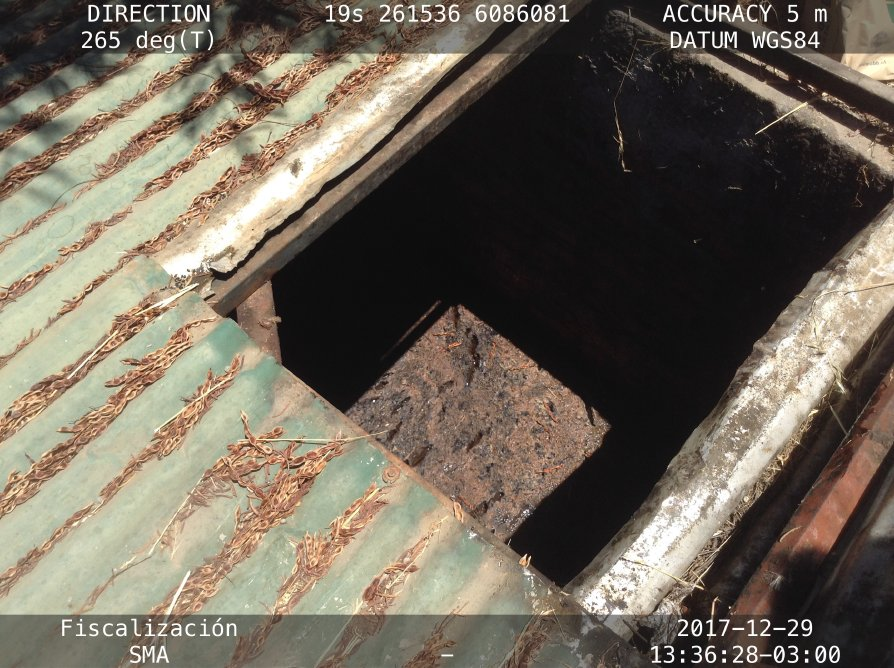 DIRECTION
265 deg(T)
19s 261536 6086081
ACCURACY 5 m
DATUM WGS84
Fiscalización
SMA
2017-12-29
13:36:28-03:00